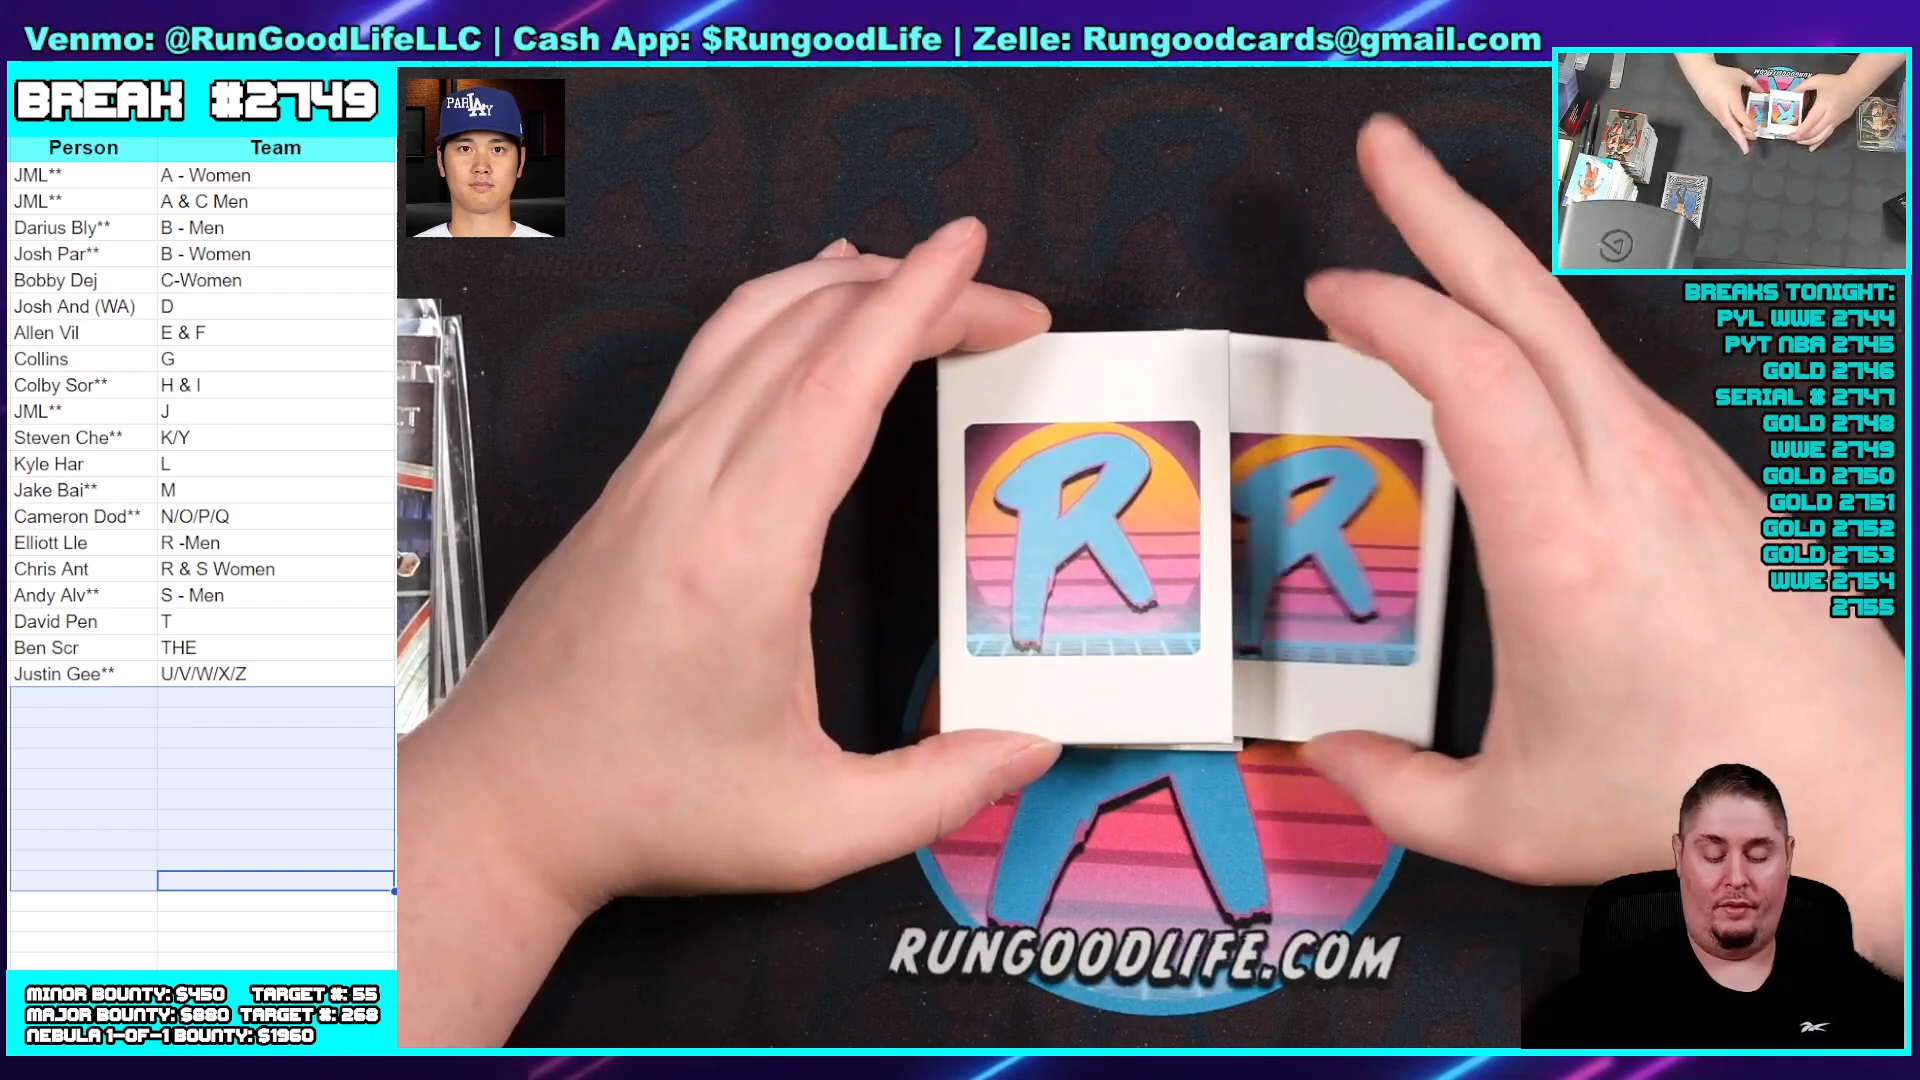 Venmo: @RunGoodLifeLLC | Cash App: $RungoodLife | Zelle: Rungoodcards@gmail.com
BREAK #2749
Person Team
JML** A - Women
JML** A & C Men
Darius Bly** B - Men
Josh Par** B - Women
Bobby Dej C-Women
Josh And (WA) D
Allen Vil E & F
Collins G
Colby Sor** H & I
JML** J
Steven Che** K/Y
Kyle Har L
Jake Bai** M
Cameron Dod** N/O/P/Q
Elliott Lle R -Men
Chris Ant R & S Women
Andy Alv** S - Men
David Pen T
Ben Scr THE
Justin Gee** U/V/W/X/Z
MINOR BOUNTY: $450 TARGET #: 55
MAJOR BOUNTY: $880 TARGET #: 268
NEBULA 1-OF-1 BOUNTY: $1960
LA
R
R
RUNGOODLIFE.COM
BREAKS TONIGHT:
PYL WWE 2744
PYT NBA 2745
GOLD 2746
SERIAL # 2747
GOLD 2748
WWE 2749
GOLD 2750
GOLD 2751
GOLD 2752
GOLD 2753
WWE 2754
2755